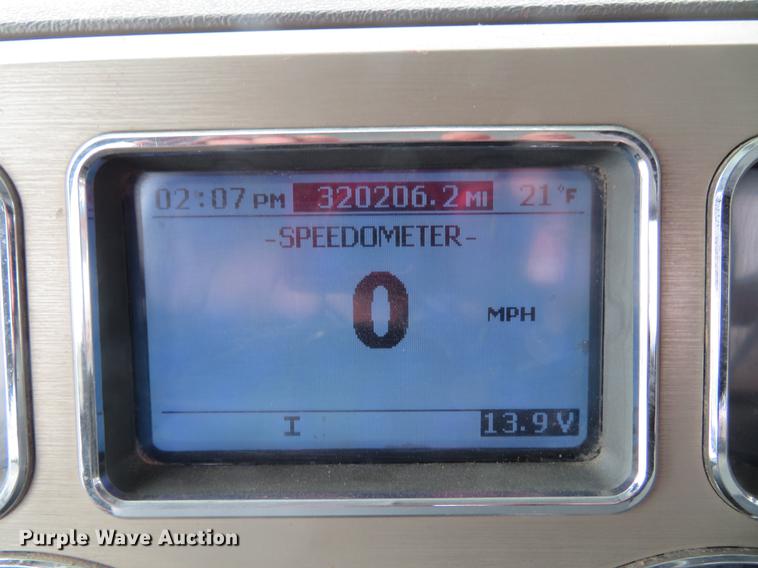 02:07 PM 320206.2 MI 21°F
-SPEEDOMETER-
0 MPH
I 13.9 V
Purple Wave Auction